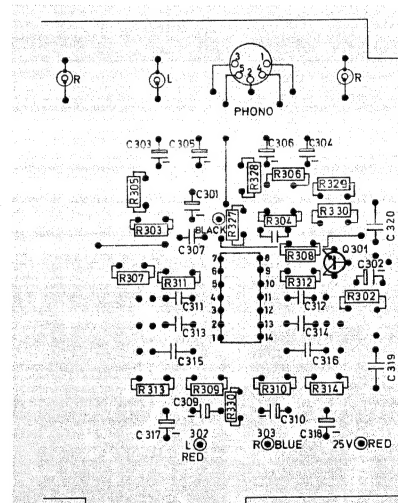 3 1
5 4
2
R L R
PHONO
C303 C305 C306 C304
R328 R306
R305 R329
C301
R327 R330
BLACK R304
R303
C320
C307 Q301
R308
7 8 C302
R307 6 9
R311 5 10 R312
R302
C311 4 11 C312
3 12
C313 2 13 C314
1 14
C315 C316
C319
R313 R309 R310 R314
C309 R330
C310
C317 302 303 C318
L R BLUE 25V RED
RED